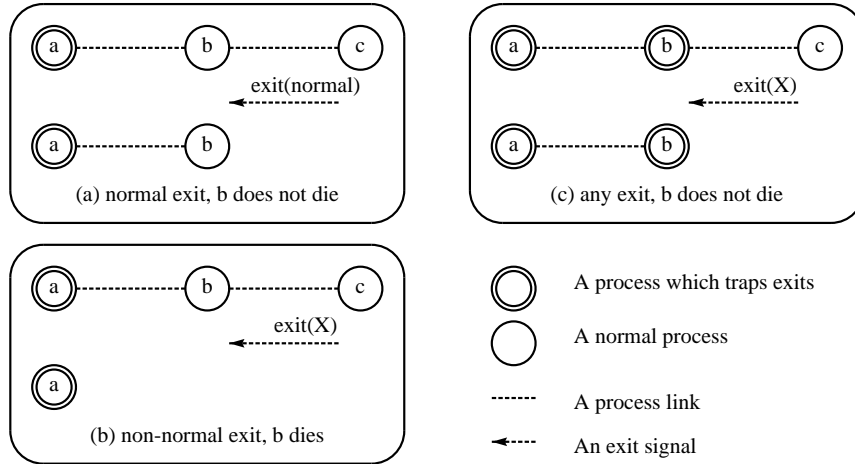 a b c
exit(normal)
a b
(a) normal exit, b does not die
a b c
exit(X)
a b
(c) any exit, b does not die
a b c
exit(X)
a
(b) non-normal exit, b dies
A process which traps exits
A normal process
A process link
An exit signal